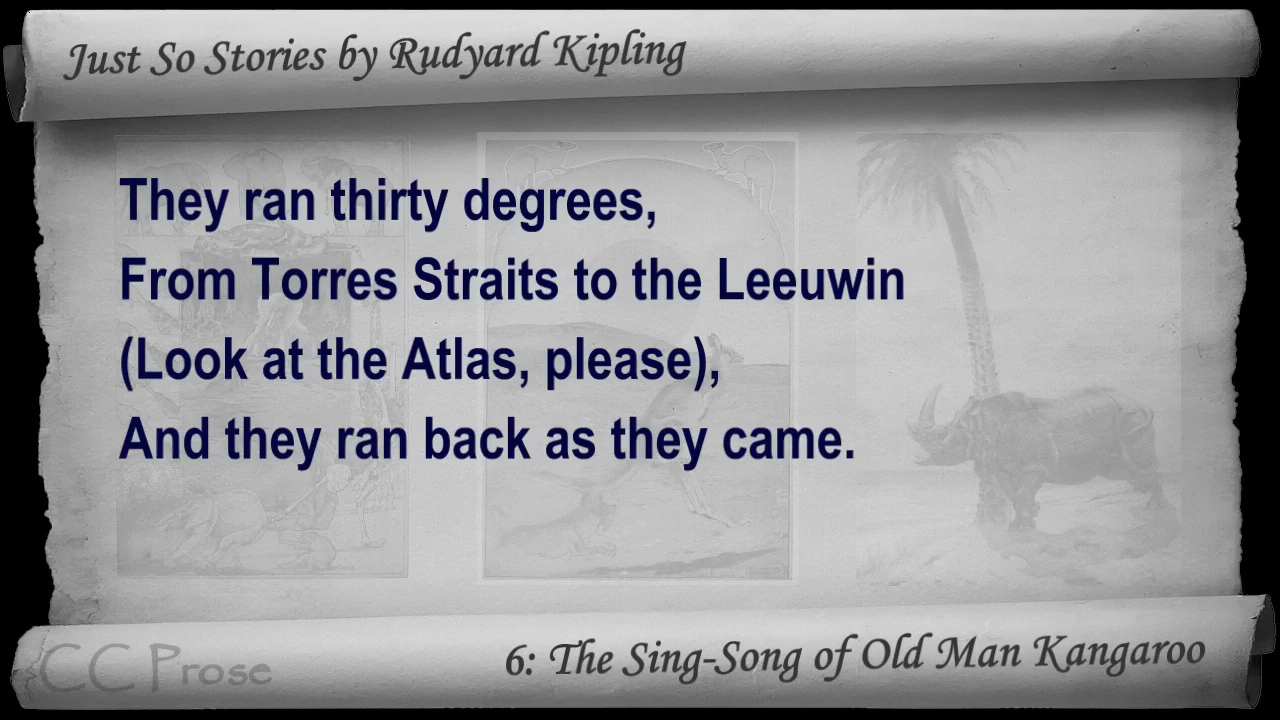 Just So Stories by Rudyard Kipling
They ran thirty degrees,
From Torres Straits to the Leeuwin
(Look at the Atlas, please),
And they ran back as they came.
CC Prose
6: The Sing-Song of Old Man Kangaroo